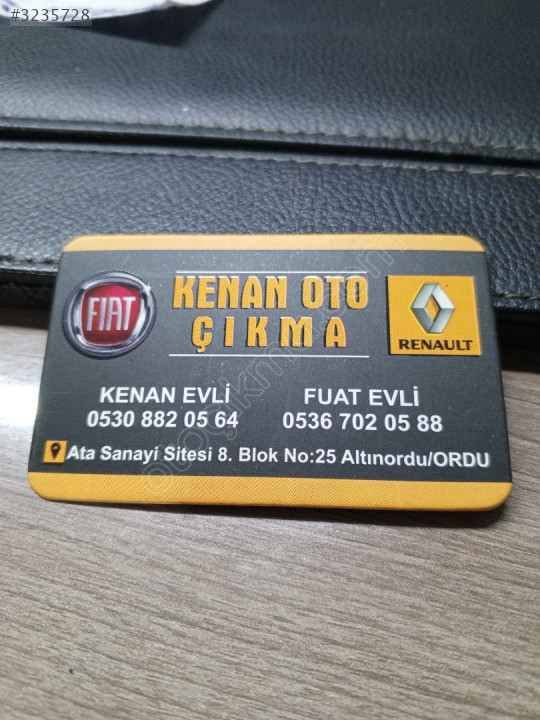 #3235728
KENAN OTO
ÇIKMA
FIAT
RENAULT
KENAN EVLİ
0530 882 05 64
FUAT EVLİ
0536 702 05 88
Ata Sanayi Sitesi 8. Blok No:25 Altınordu/ORDU